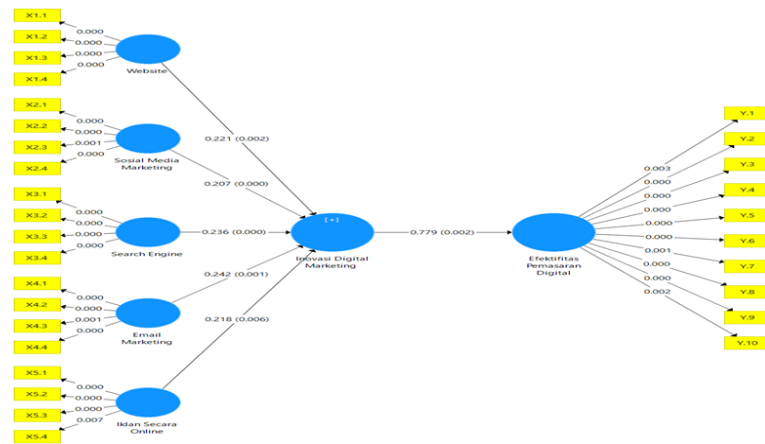 X1.1
X1.2
X1.3
X1.4
0.000
0.000
0.000
0.000
Website
X2.1
X2.2
X2.3
X2.4
0.000
0.000
0.001
0.000
Sosial Media
Marketing
X3.1
X3.2
X3.3
X3.4
0.000
0.000
0.000
0.000
Search Engine
X4.1
X4.2
X4.3
X4.4
0.000
0.000
0.001
0.000
Email
Marketing
X5.1
X5.2
X5.3
X5.4
0.000
0.000
0.000
0.007
Iklan Secara
Online
0.221 (0.002)
0.207 (0.000)
0.236 (0.000)
0.242 (0.001)
0.218 (0.006)
[+]
Inovasi Digital
Marketing
0.779 (0.002)
Efektifitas
Pemasaran
Digital
0.003
0.000
0.000
0.000
0.000
0.000
0.001
0.000
0.000
0.002
Y.1
Y.2
Y.3
Y.4
Y.5
Y.6
Y.7
Y.8
Y.9
Y.10